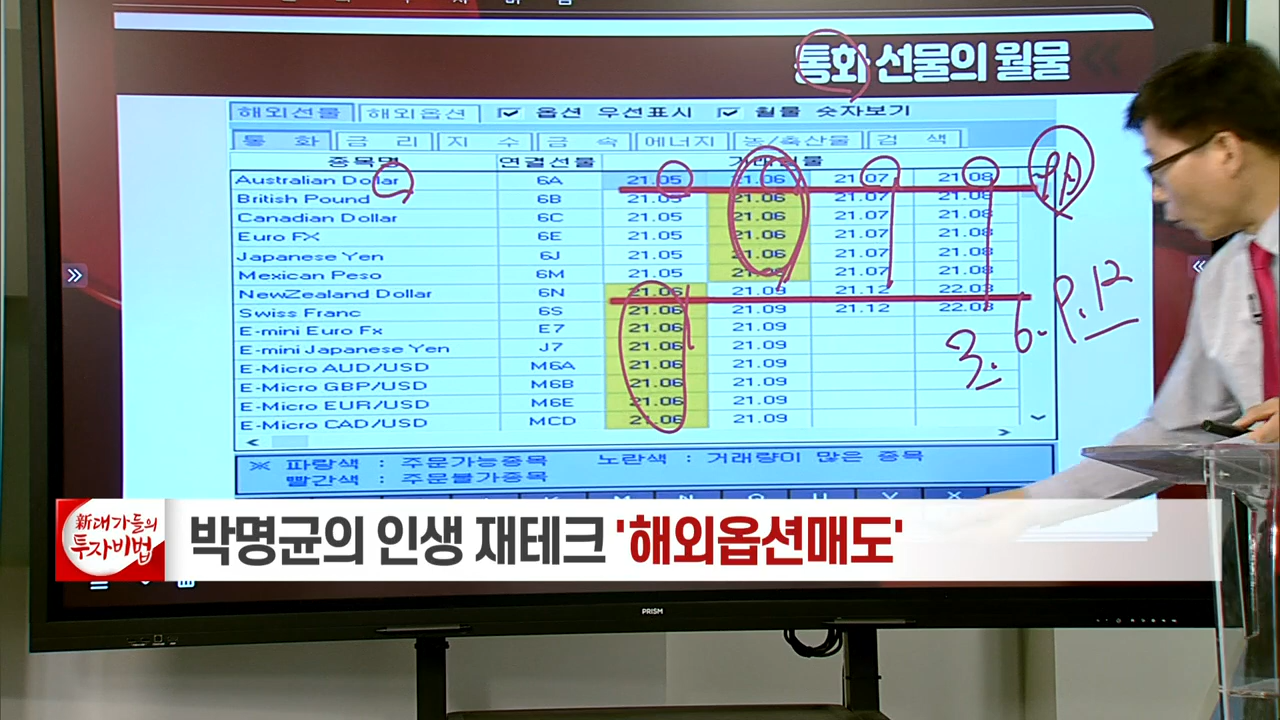 통화 선물의 월물
해외선물 해외옵션 옵션 우선표시 월물 숫자보기
통 화 금 리 지 수 금 속 에너지 농/축산물 검 색
종목명 연결선물 거래월물
Australian Dollar 6A 21.05 21.06 21.07 21.08
British Pound 6B 21.05 21.06 21.07 21.08
Canadian Dollar 6C 21.05 21.06 21.07 21.08
Euro FX 6E 21.05 21.06 21.07 21.08
Japanese Yen 6J 21.05 21.06 21.07 21.08
Mexican Peso 6M 21.05 21.06 21.07 21.08
NewZealand Dollar 6N 21.06 21.09 21.12 22.03
Swiss Franc 6S 21.06 21.09 21.12 22.03
E-mini Euro Fx E7 21.06 21.09
E-mini Japanese Yen J7 21.06 21.09
E-Micro AUD/USD M6A 21.06 21.09
E-Micro GBP/USD M6B 21.06 21.09
E-Micro EUR/USD M6E 21.06 21.09
E-Micro CAD/USD MCD 21.06 21.09
3. 6. 9. 12
※ 파랑색 : 주문가능종목 노란색 : 거래량이 많은 종목
빨간색 : 주문불가종목
新대가들의
투자비법
박명균의 인생 재테크 '해외옵션매도'
PRISM